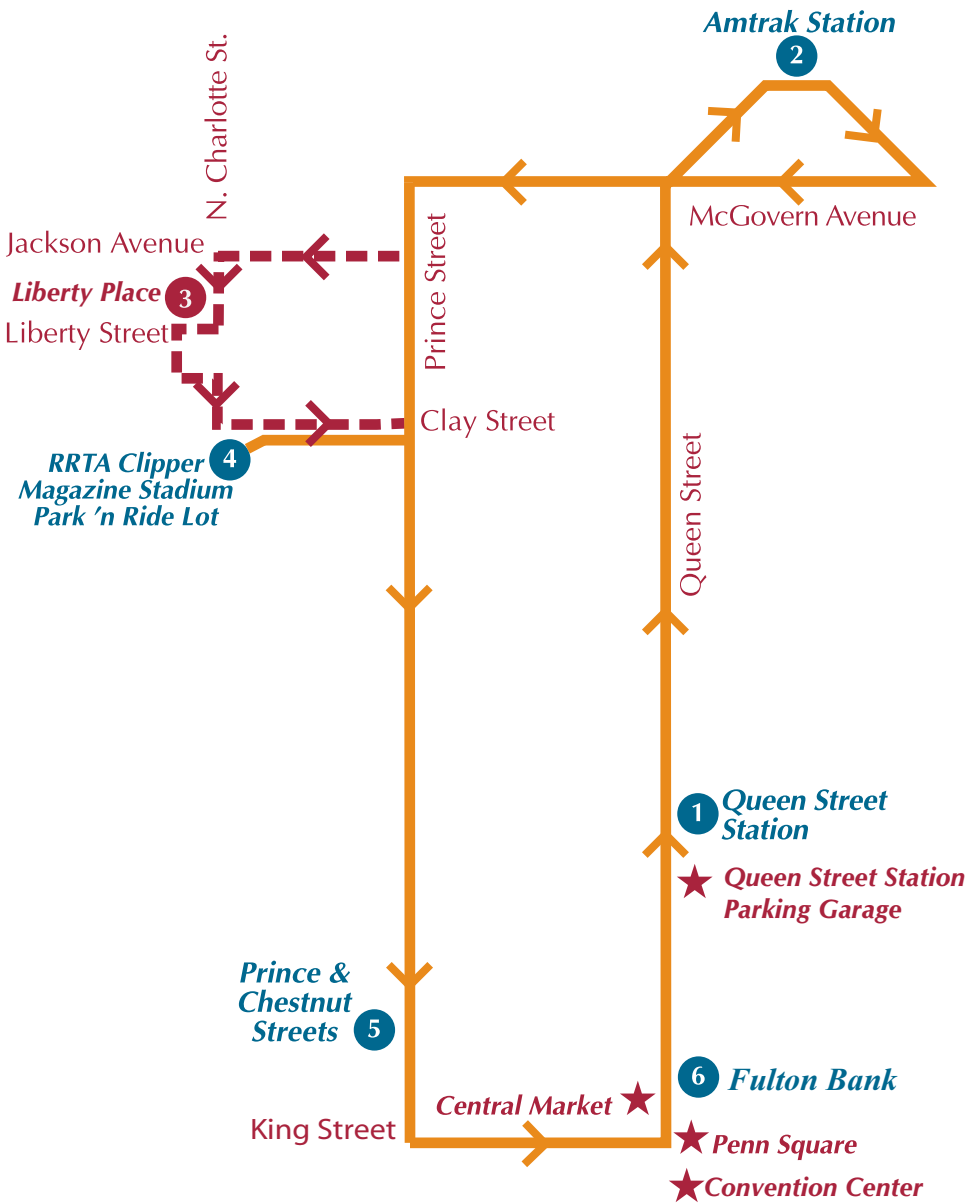 Amtrak Station
2
N. Charlotte St.
McGovern Avenue
Jackson Avenue
Prince Street
Liberty Place
3
Liberty Street
Clay Street
4
RRTA Clipper
Magazine Stadium
Park ’n Ride Lot
Queen Street
1
Queen Street
Station
Queen Street Station
Parking Garage
Prince &
Chestnut
Streets
5
6
Fulton Bank
Central Market
King Street
Penn Square
Convention Center